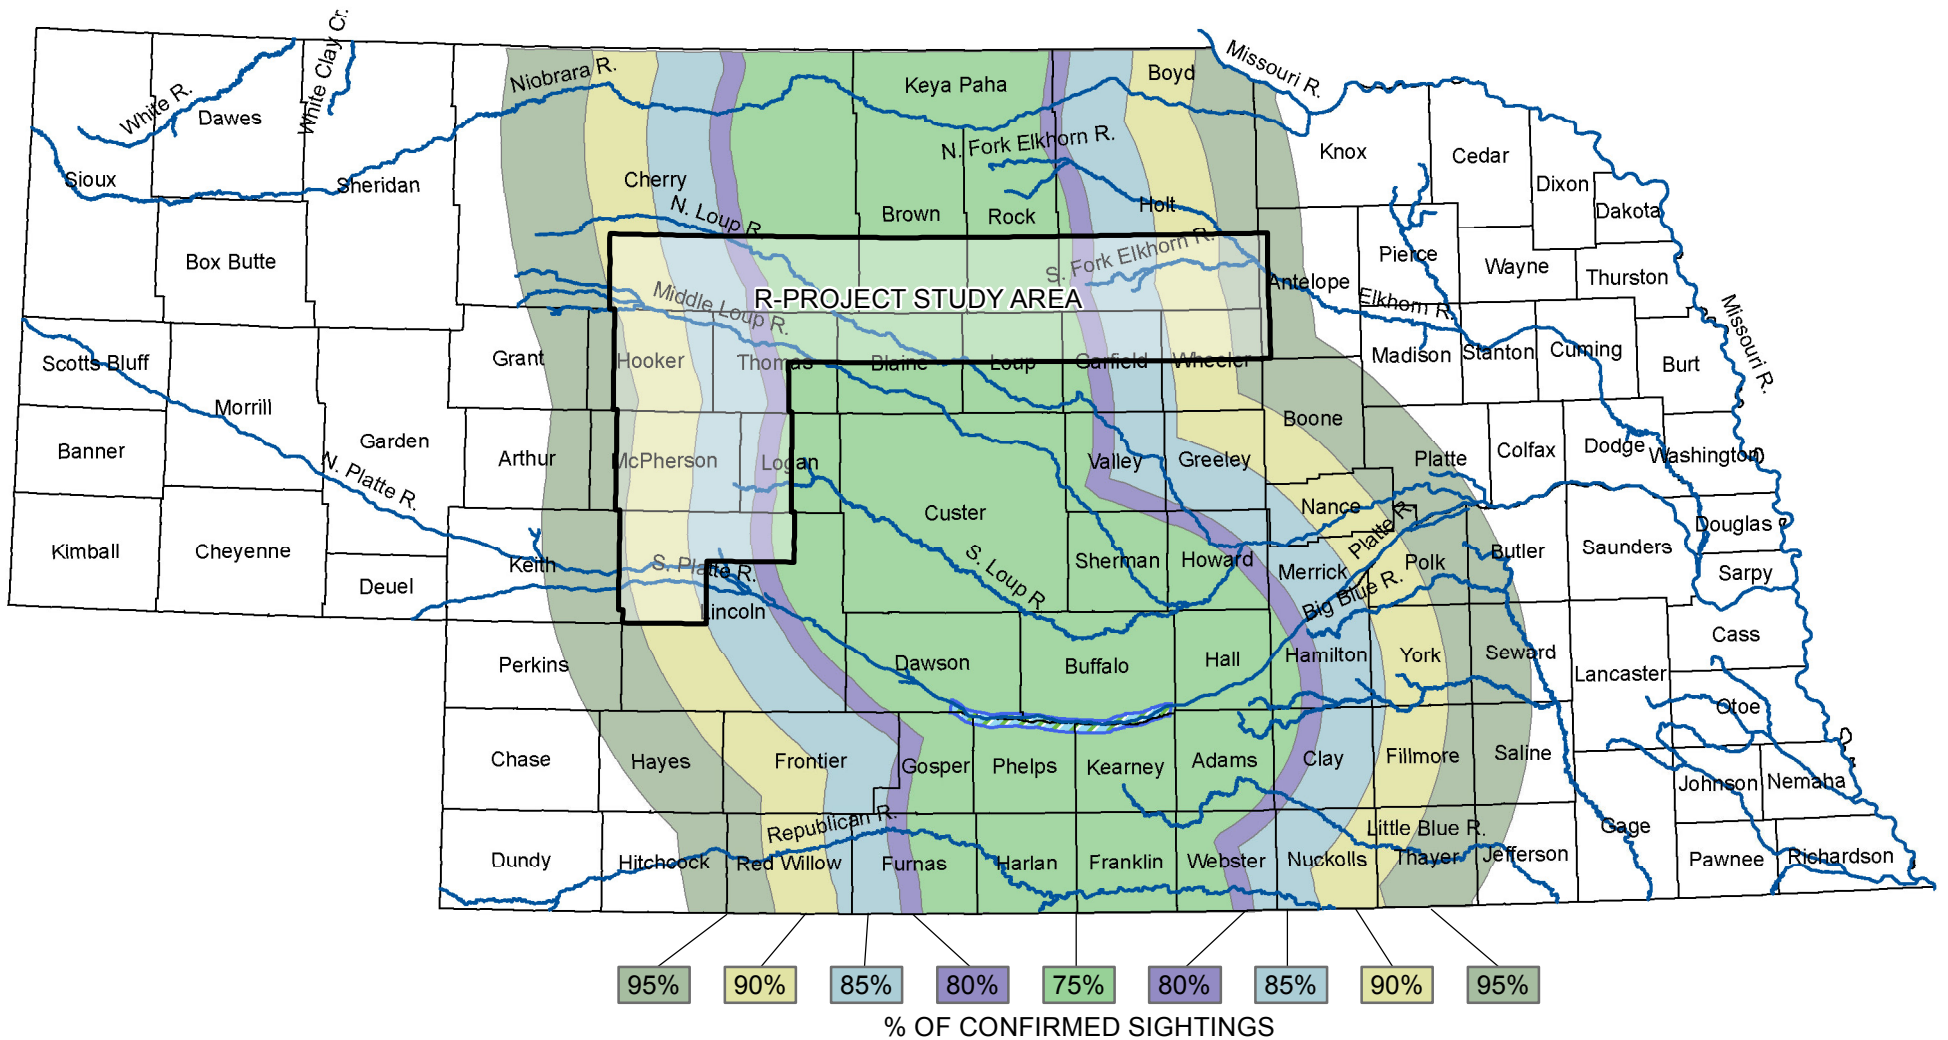 White Clay Cr.
Missouri R.
Niobrara R.
Boyd
Keya Paha
White R.
Dawes
N. Fork Elkhorn R.
Knox
Cedar
Sioux
Sheridan
Cherry
Dixon
N. Loup R.
Brown
Rock
Holt
Dakota
Box Butte
S. Fork Elkhorn R.
Pierce
Wayne
Thurston
Antelope
Middle Loup R.
R-PROJECT STUDY AREA
Elkhorn R.
Missouri R.
Scotts Bluff
Grant
Hooker
Thomas
Blaine
Loup
Garfield
Wheeler
Madison
Stanton
Cuming
Burt
Morrill
Boone
Banner
Garden
Arthur
McPherson
Logan
Valley
Greeley
Platte
Colfax
Dodge
Washington
N. Platte R.
Custer
Nance
Platte R.
Douglas
Kimball
Cheyenne
Keith
S. Platte R.
S. Loup R.
Sherman
Howard
Merrick
Polk
Butler
Saunders
Sarpy
Deuel
Lincoln
Big Blue R.
Cass
Perkins
Dawson
Buffalo
Hall
Hamilton
York
Seward
Lancaster
Otoe
Chase
Hayes
Frontier
Gosper
Phelps
Kearney
Adams
Clay
Fillmore
Saline
Johnson
Nemaha
Republican R.
Little Blue R.
Gage
Dundy
Hitchcock
Red Willow
Furnas
Harlan
Franklin
Webster
Nuckolls
Thayer
Jefferson
Pawnee
Richardson
95%
90%
85%
80%
75%
80%
85%
90%
95%
% OF CONFIRMED SIGHTINGS